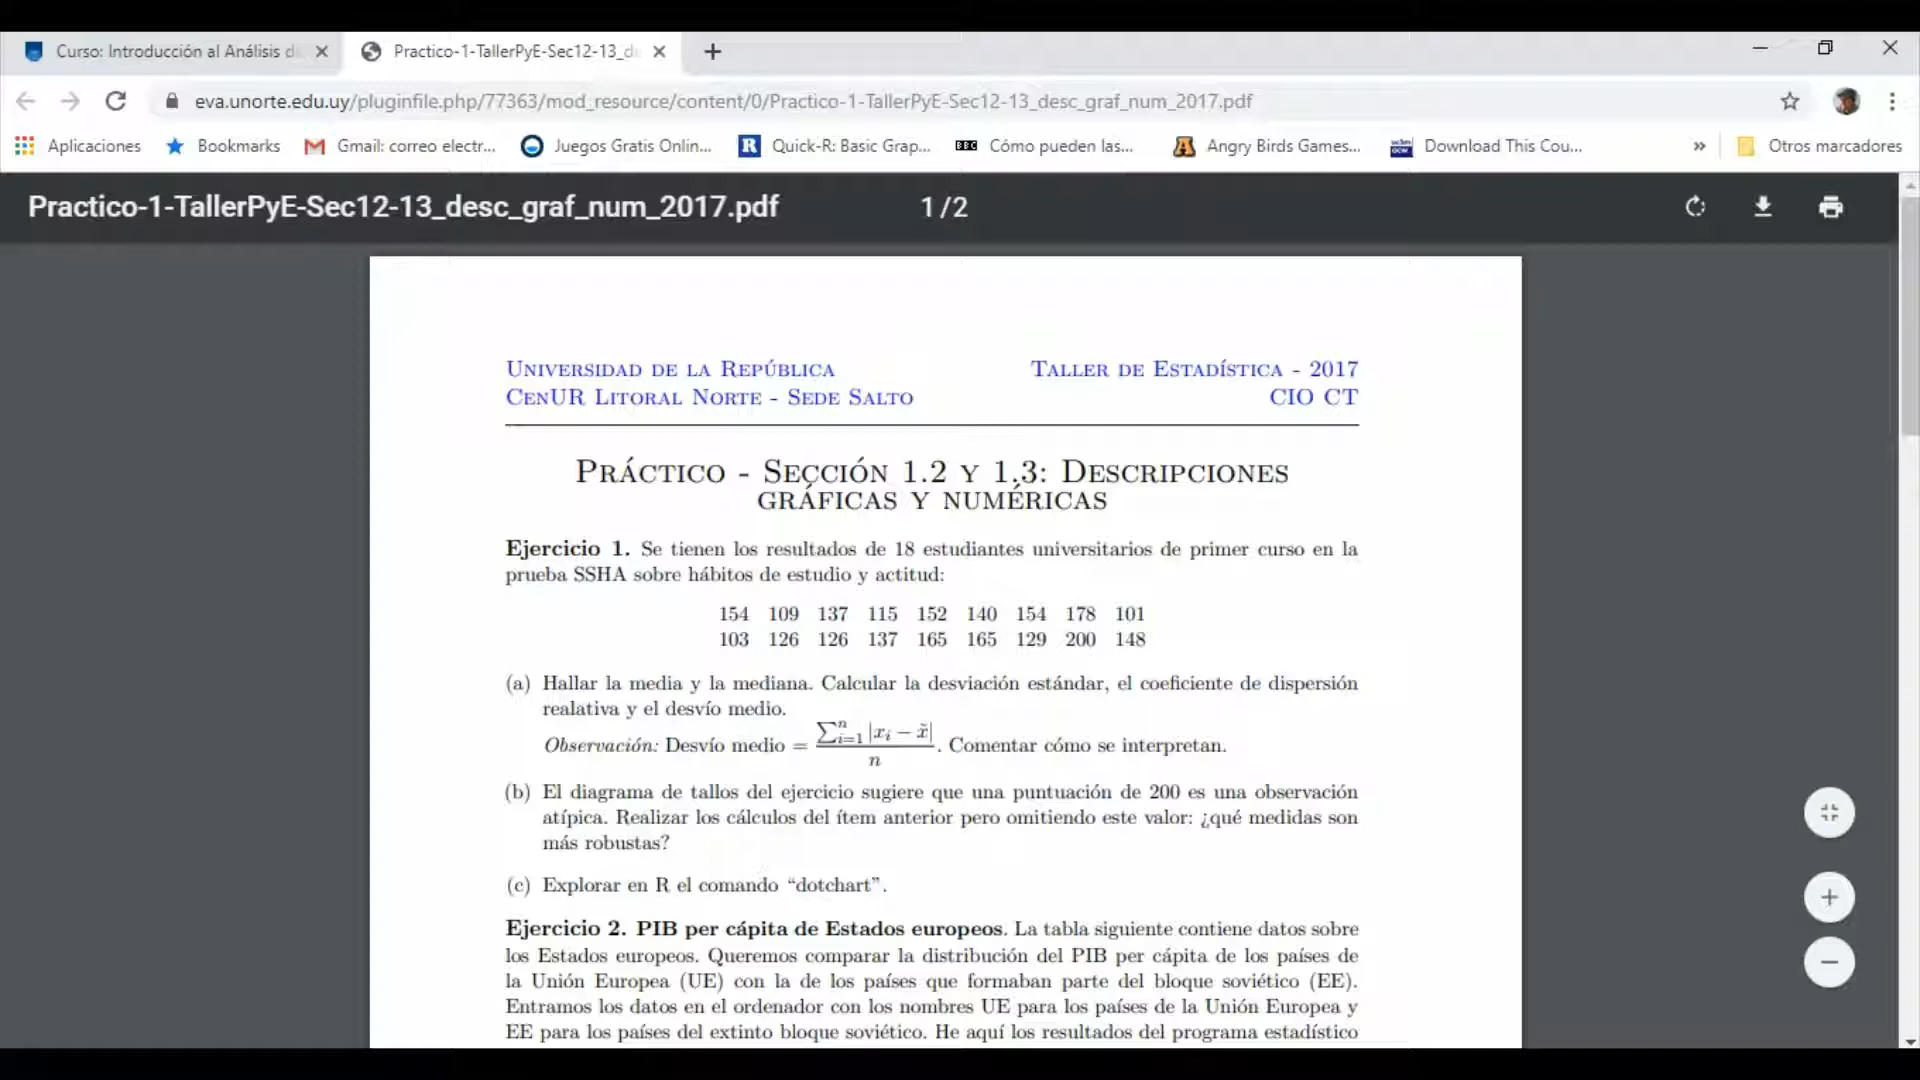 Curso: Introducción al Análisis d
Practico-1-TallerPyE-Sec12-13_d
eva.unorte.edu.uy/pluginfile.php/77363/mod_resource/content/0/Practico-1-TallerPyE-Sec12-13_desc_graf_num_2017.pdf
Aplicaciones Bookmarks Gmail: correo electr... Juegos Gratis Onlin... R Quick-R: Basic Grap... BBC Cómo pueden las... Angry Birds Games... Download This Cou... » Otros marcadores
Practico-1-TallerPyE-Sec12-13_desc_graf_num_2017.pdf 1 / 2
Universidad de la República Taller de Estadística - 2017
CenUR Litoral Norte - Sede Salto CIO CT
Práctico - Sección 1.2 y 1.3: Descripciones
gráficas y numéricas
Ejercicio 1. Se tienen los resultados de 18 estudiantes universitarios de primer curso en la
prueba SSHA sobre hábitos de estudio y actitud:
154 109 137 115 152 140 154 178 101
103 126 126 137 165 165 129 200 148
(a) Hallar la media y la mediana. Calcular la desviación estándar, el coeficiente de dispersión
realativa y el desvío medio.
Observación: Desvío medio = ∑ⁿᵢ₌₁ |xᵢ − x̃| / n. Comentar cómo se interpretan.
(b) El diagrama de tallos del ejercicio sugiere que una puntuación de 200 es una observación
atípica. Realizar los cálculos del ítem anterior pero omitiendo este valor: ¿qué medidas son
más robustas?
(c) Explorar en R el comando “dotchart”.
Ejercicio 2. PIB per cápita de Estados europeos. La tabla siguiente contiene datos sobre
los Estados europeos. Queremos comparar la distribución del PIB per cápita de los países de
la Unión Europea (UE) con la de los países que formaban parte del bloque soviético (EE).
Entramos los datos en el ordenador con los nombres UE para los países de la Unión Europea y
EE para los países del extinto bloque soviético. He aquí los resultados del programa estadístico